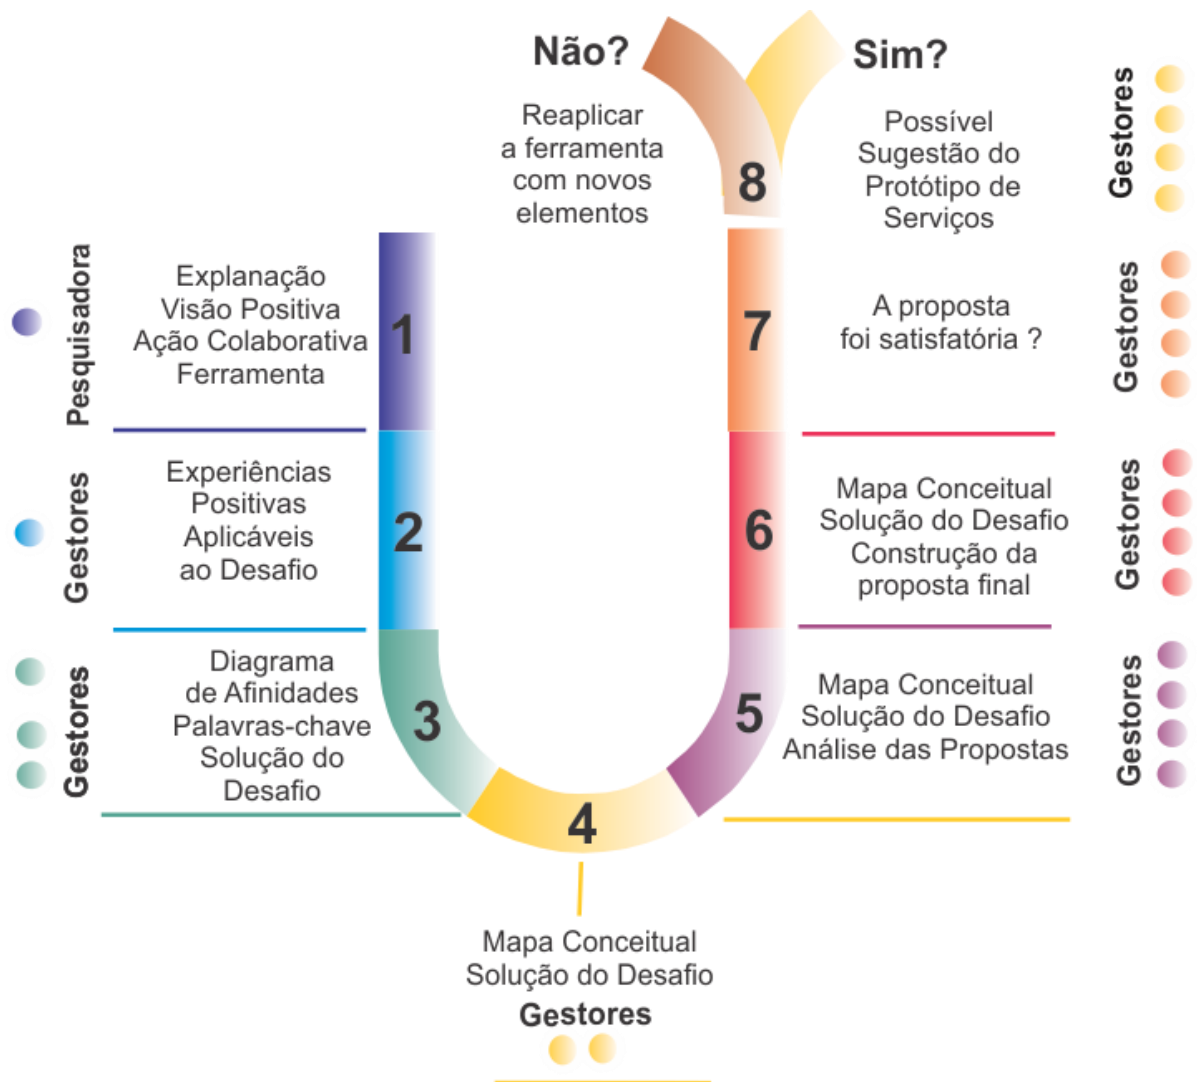 Não?
Reaplicar
a ferramenta
com novos
elementos
Sim?
Possível
Sugestão do
Protótipo de
Serviços
Gestores
8
Pesquisadora
Explanação
Visão Positiva
Ação Colaborativa
Ferramenta
1
7
A proposta
foi satisfatória ?
Gestores
Gestores
Experiências
Positivas
Aplicáveis
ao Desafio
2
6
Mapa Conceitual
Solução do Desafio
Construção da
proposta final
Gestores
Gestores
Diagrama
de Afinidades
Palavras-chave
Solução do
Desafio
3
5
Mapa Conceitual
Solução do Desafio
Análise das Propostas
Gestores
4
Mapa Conceitual
Solução do Desafio
Gestores